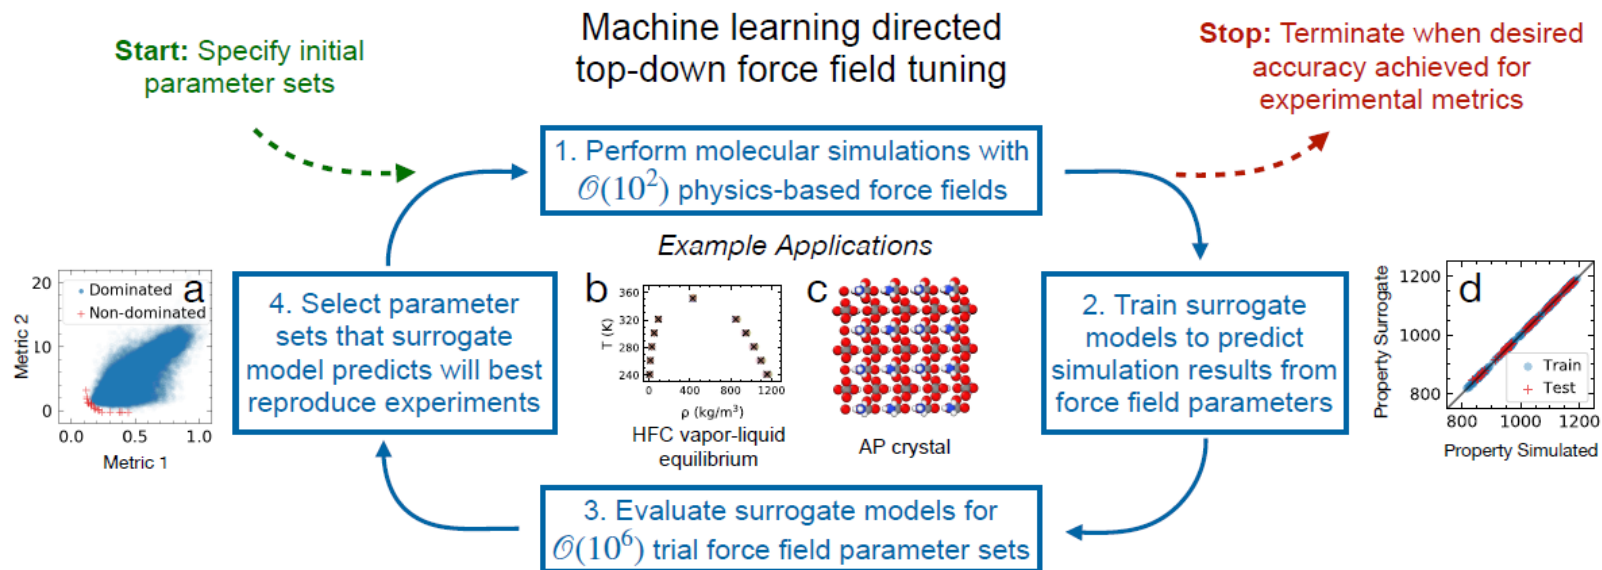 Machine learning directed
top-down force field tuning
Start: Specify initial
parameter sets
Stop: Terminate when desired
accuracy achieved for
experimental metrics
1. Perform molecular simulations with
𝒪(10²) physics-based force fields
Example Applications
a
20
10
0
Metric 2
Dominated
Non-dominated
0.0 0.5 1.0
Metric 1
4. Select parameter
sets that surrogate
model predicts will best
reproduce experiments
b
360
320
280
240
T (K)
0 400 800 1200
ρ (kg/m³)
HFC vapor-liquid
equilibrium
c
AP crystal
2. Train surrogate
models to predict
simulation results from
force field parameters
d
1200
1000
800
Property Surrogate
Train
Test
800 1000 1200
Property Simulated
3. Evaluate surrogate models for
𝒪(10⁶) trial force field parameter sets